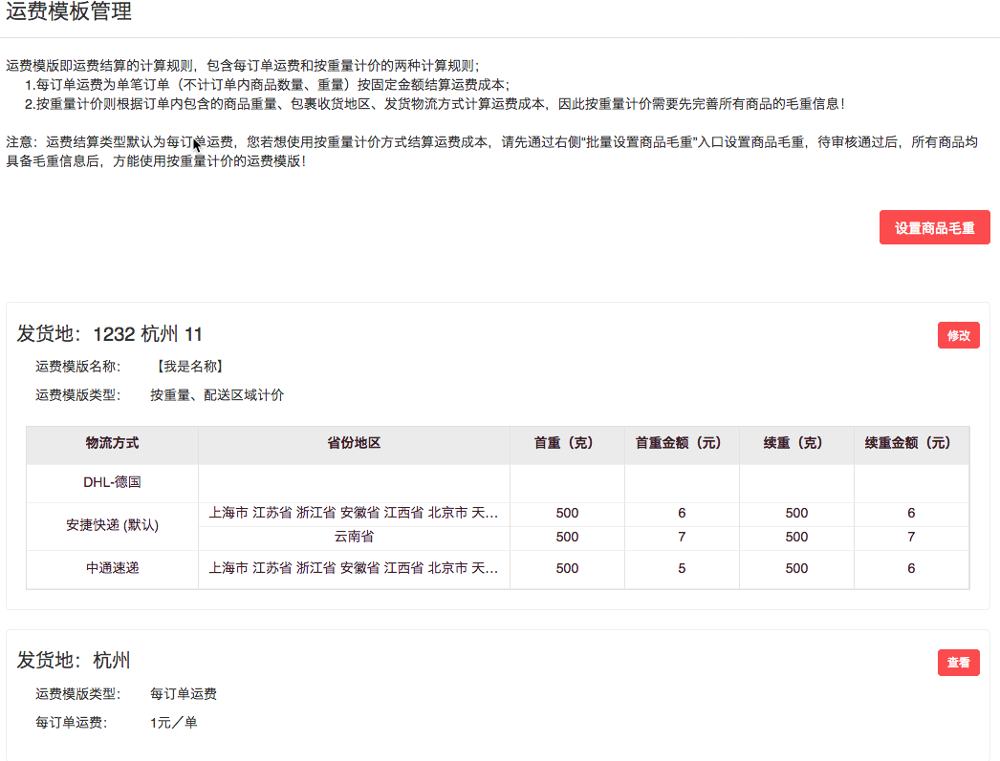 运费模板管理
运费模版即运费结算的计算规则，包含每订单运费和按重量计价的两种计算规则；
1.每订单运费为单笔订单（不计订单内商品数量、重量）按固定金额结算运费成本；
2.按重量计价则根据订单内包含的商品重量、包裹收货地区、发货物流方式计算运费成本，因此按重量计价需要先完善所有商品的毛重信息！
注意：运费结算类型默认为每订单运费，您若想使用按重量计价方式结算运费成本，请先通过右侧“批量设置商品毛重”入口设置商品毛重，待审核通过后，所有商品均
具备毛重信息后，方能使用按重量计价的运费模版！
设置商品毛重
发货地：1232 杭州 11 修改
运费模版名称： 【我是名称】
运费模版类型： 按重量、配送区域计价
物流方式 省份地区 首重（克） 首重金额（元） 续重（克） 续重金额（元）
DHL-德国
安捷快递 (默认) 上海市 江苏省 浙江省 安徽省 江西省 北京市 天… 500 6 500 6
云南省 500 7 500 7
中通速递 上海市 江苏省 浙江省 安徽省 江西省 北京市 天… 500 5 500 6
发货地：杭州 查看
运费模版类型： 每订单运费
每订单运费： 1元／单